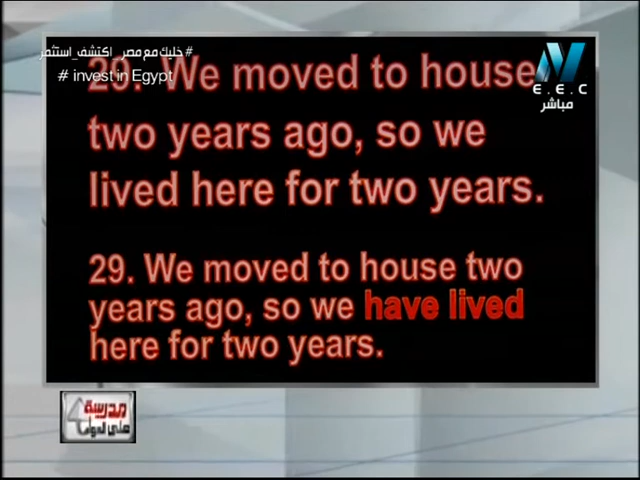 #خليك_مع_مصر_اكتشف_استثمر
# invest in Egypt
29. We moved to house
two years ago, so we
lived here for two years.
E . E . C
مباشر
29. We moved to house two
years ago, so we have lived
here for two years.
مدرسة
على الهواء